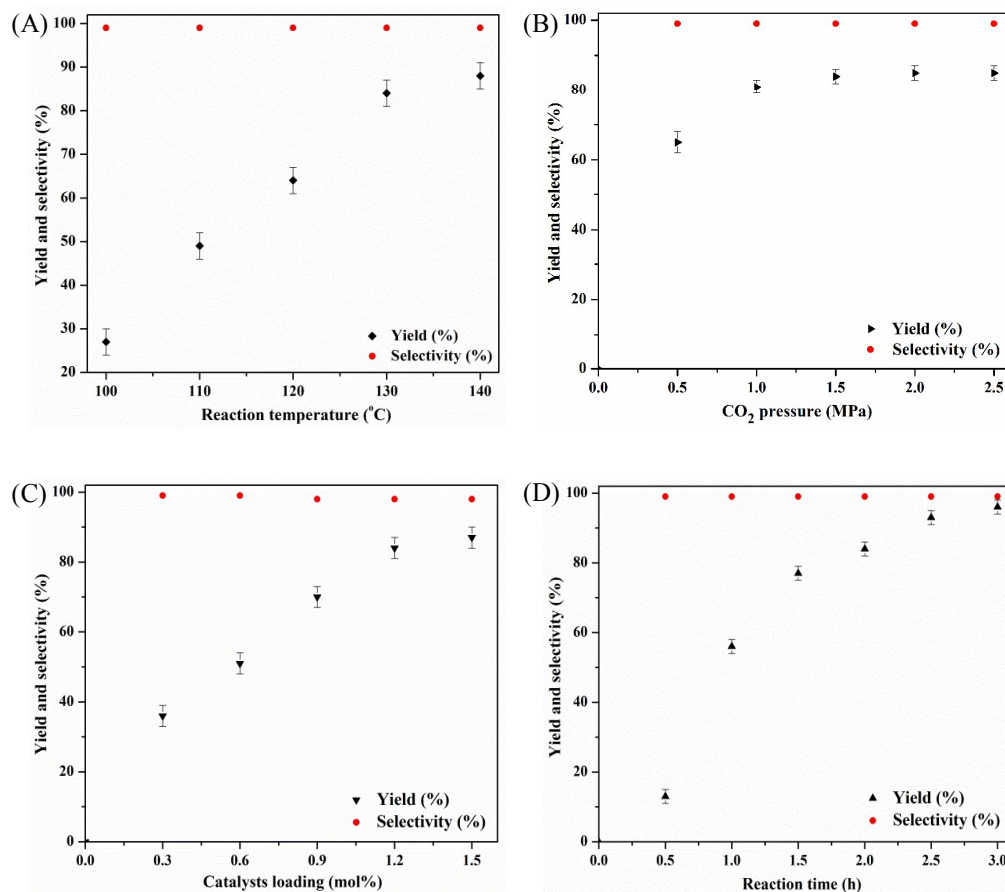 (A)
Yield and selectivity (%)
100
90
80
70
60
50
40
30
20
Yield (%)
Selectivity (%)
100 110 120 130 140
Reaction temperature (°C)
(B)
Yield and selectivity (%)
100
80
60
40
20
0
Yield (%)
Selectivity (%)
0.0 0.5 1.0 1.5 2.0 2.5
CO₂ pressure (MPa)
(C)
Yield and selectivity (%)
100
80
60
40
20
0
Yield (%)
Selectivity (%)
0.0 0.3 0.6 0.9 1.2 1.5
Catalysts loading (mol%)
(D)
Yield and selectivity (%)
100
80
60
40
20
0
Yield (%)
Selectivity (%)
0.0 0.5 1.0 1.5 2.0 2.5 3.0
Reaction time (h)